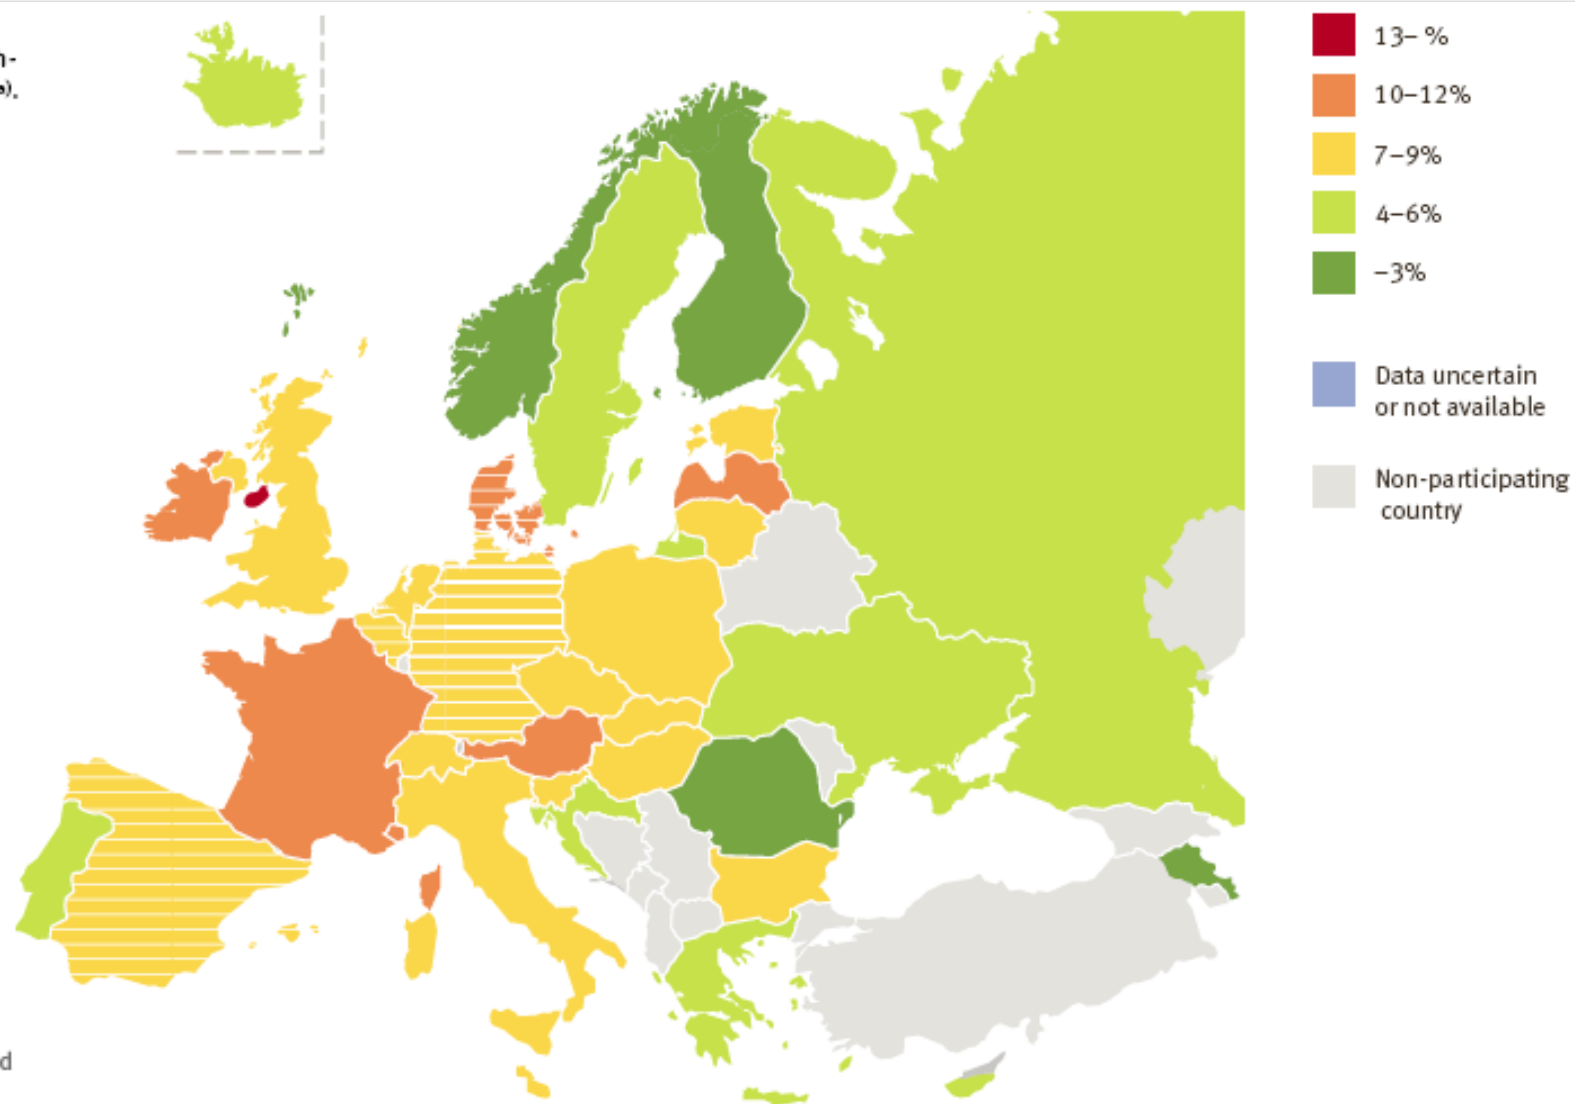 13– %
10–12%
7–9%
4–6%
–3%
Data uncertain
or not available
Non-participating
country